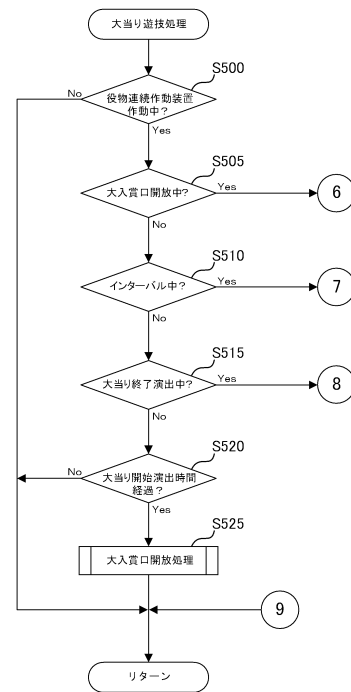 大当り遊技処理
S500
役物連続作動装置
作動中?
No
Yes
S505
大入賞口開放中?
Yes
6
No
S510
インターバル中?
Yes
7
No
S515
大当り終了演出中?
Yes
8
No
S520
大当り開始演出時間
経過?
No
Yes
S525
大入賞口開放処理
9
リターン